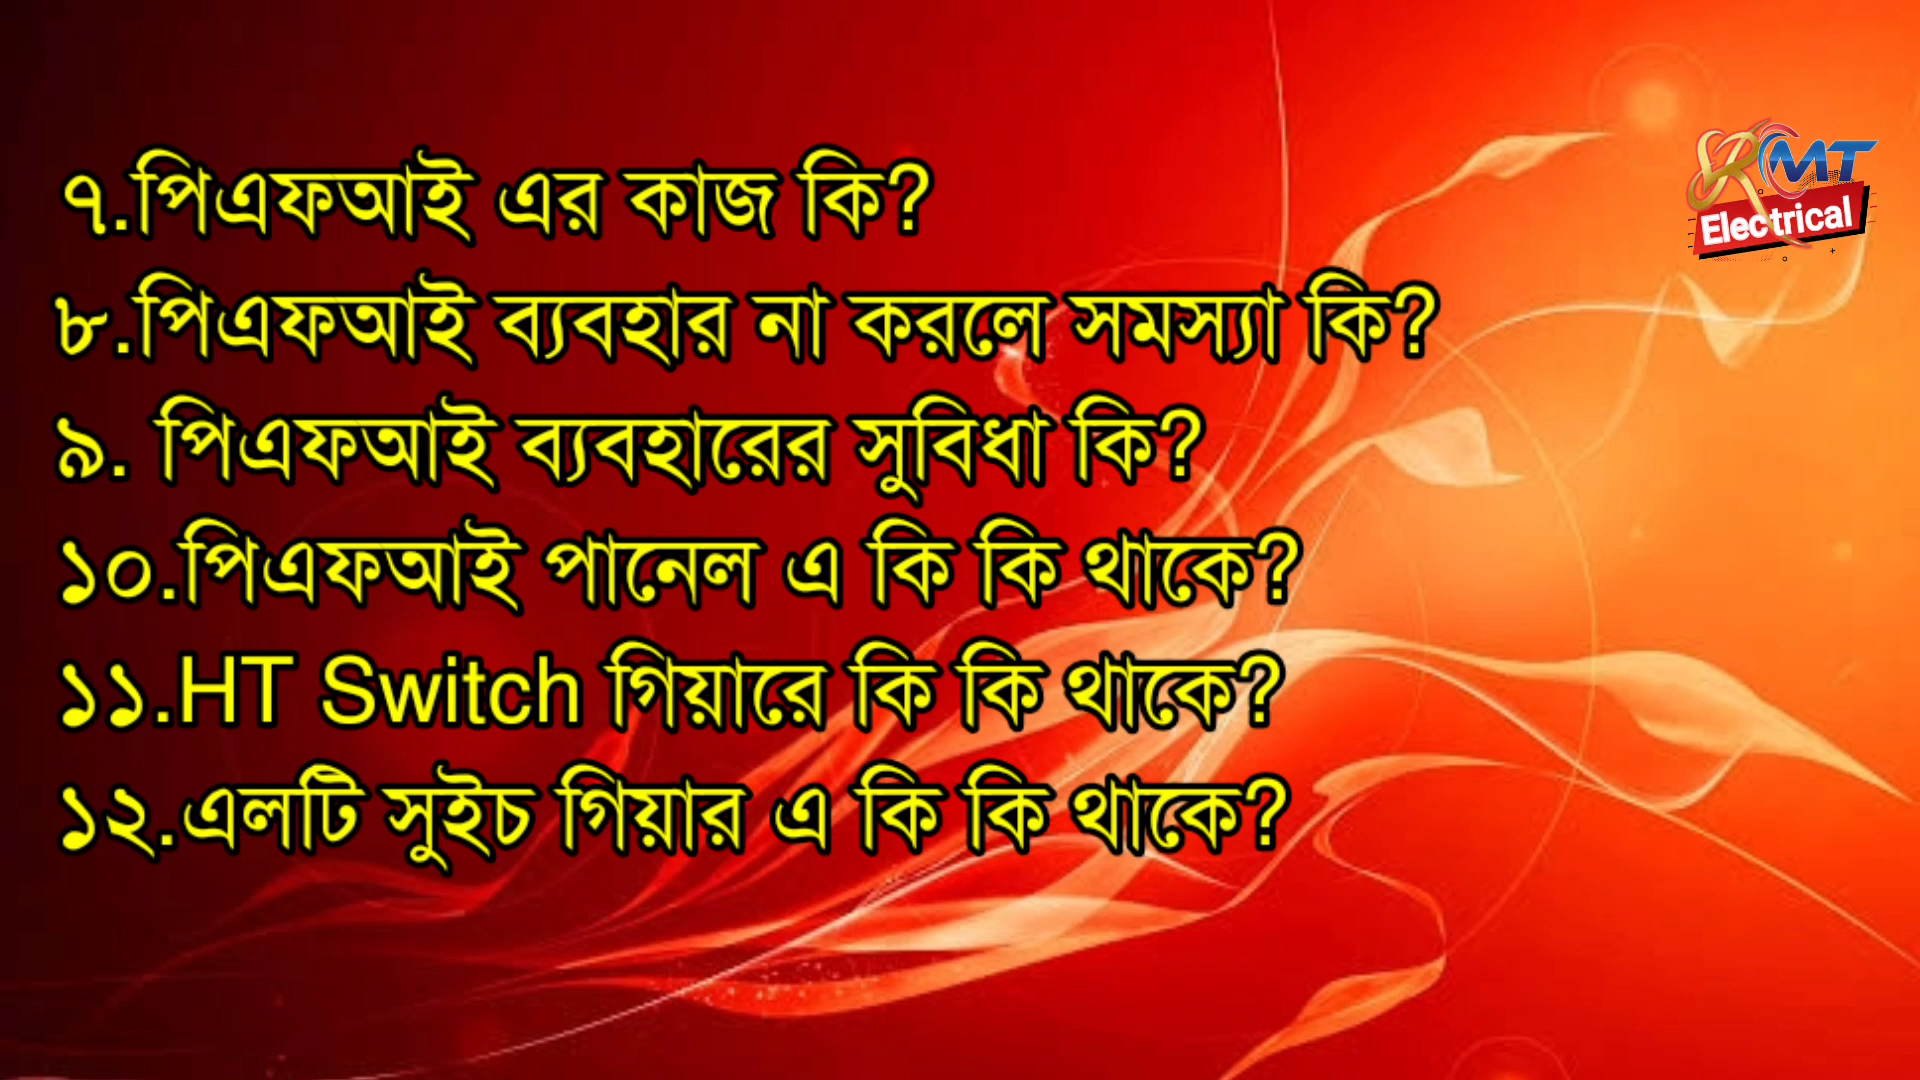 ৭.পিএফআই এর কাজ কি?
৮.পিএফআই ব্যবহার না করলে সমস্যা কি?
৯. পিএফআই ব্যবহারের সুবিধা কি?
১০.পিএফআই পানেল এ কি কি থাকে?
১১.HT Switch গিয়ারে কি কি থাকে?
১২.এলটি সুইচ গিয়ার এ কি কি থাকে?
RMT
Electrical